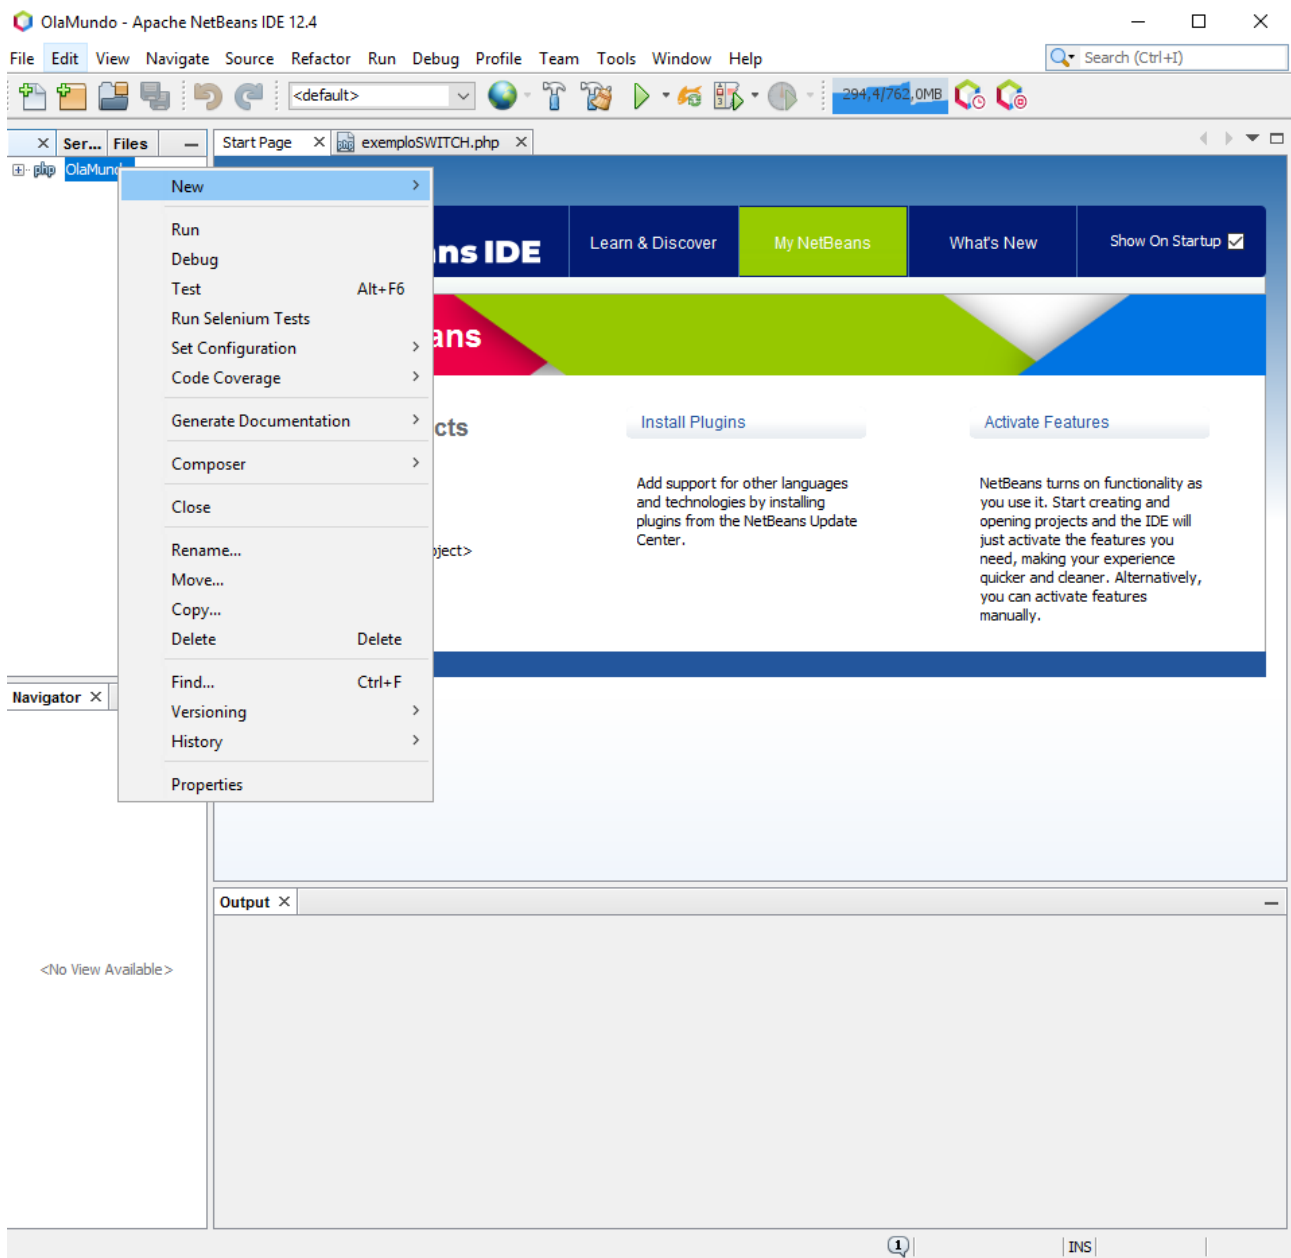 OlaMundo - Apache NetBeans IDE 12.4
File Edit View Navigate Source Refactor Run Debug Profile Team Tools Window Help
Search (Ctrl+I)
<default>
294,4/762,0MB
Ser... Files
Start Page
exemploSWITCH.php
php OlaMund
New
Run
Debug
Test Alt+F6
Run Selenium Tests
Set Configuration
Code Coverage
Generate Documentation
Composer
Close
Rename...
Move...
Copy...
Delete Delete
Find... Ctrl+F
Versioning
History
Properties
ans IDE
Learn & Discover
My NetBeans
What's New
Show On Startup
ans
cts
ject>
Install Plugins
Add support for other languages
and technologies by installing
plugins from the NetBeans Update
Center.
Activate Features
NetBeans turns on functionality as
you use it. Start creating and
opening projects and the IDE will
just activate the features you
need, making your experience
quicker and cleaner. Alternatively,
you can activate features
manually.
Navigator
<No View Available>
Output
1
INS